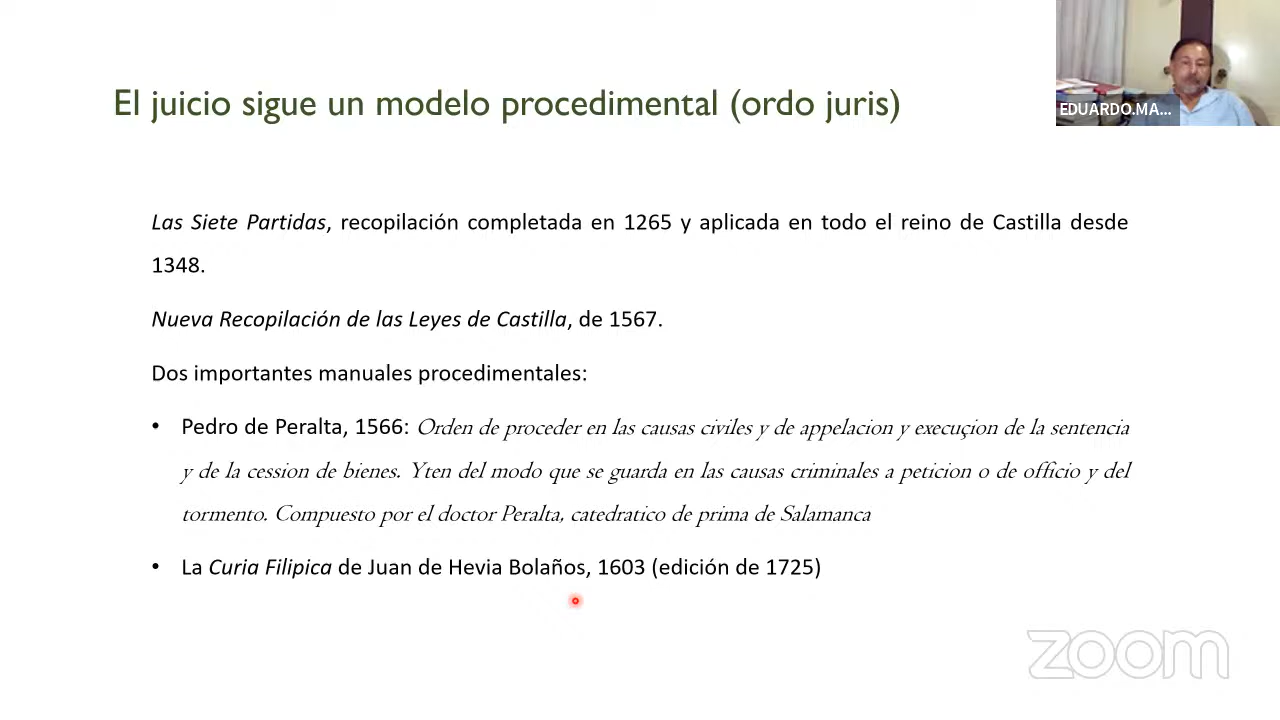 El juicio sigue un modelo procedimental (ordo juris)
EDUARDO.MA...
Las Siete Partidas, recopilación completada en 1265 y aplicada en todo el reino de Castilla desde
1348.
Nueva Recopilación de las Leyes de Castilla, de 1567.
Dos importantes manuales procedimentales:
• Pedro de Peralta, 1566: Orden de proceder en las causas civiles y de appelacion y execuçion de la sentencia
y de la cession de bienes. Yten del modo que se guarda en las causas criminales a peticion o de officio y del
tormento. Compuesto por el doctor Peralta, catedratico de prima de Salamanca
• La Curia Filipica de Juan de Hevia Bolaños, 1603 (edición de 1725)
zoom